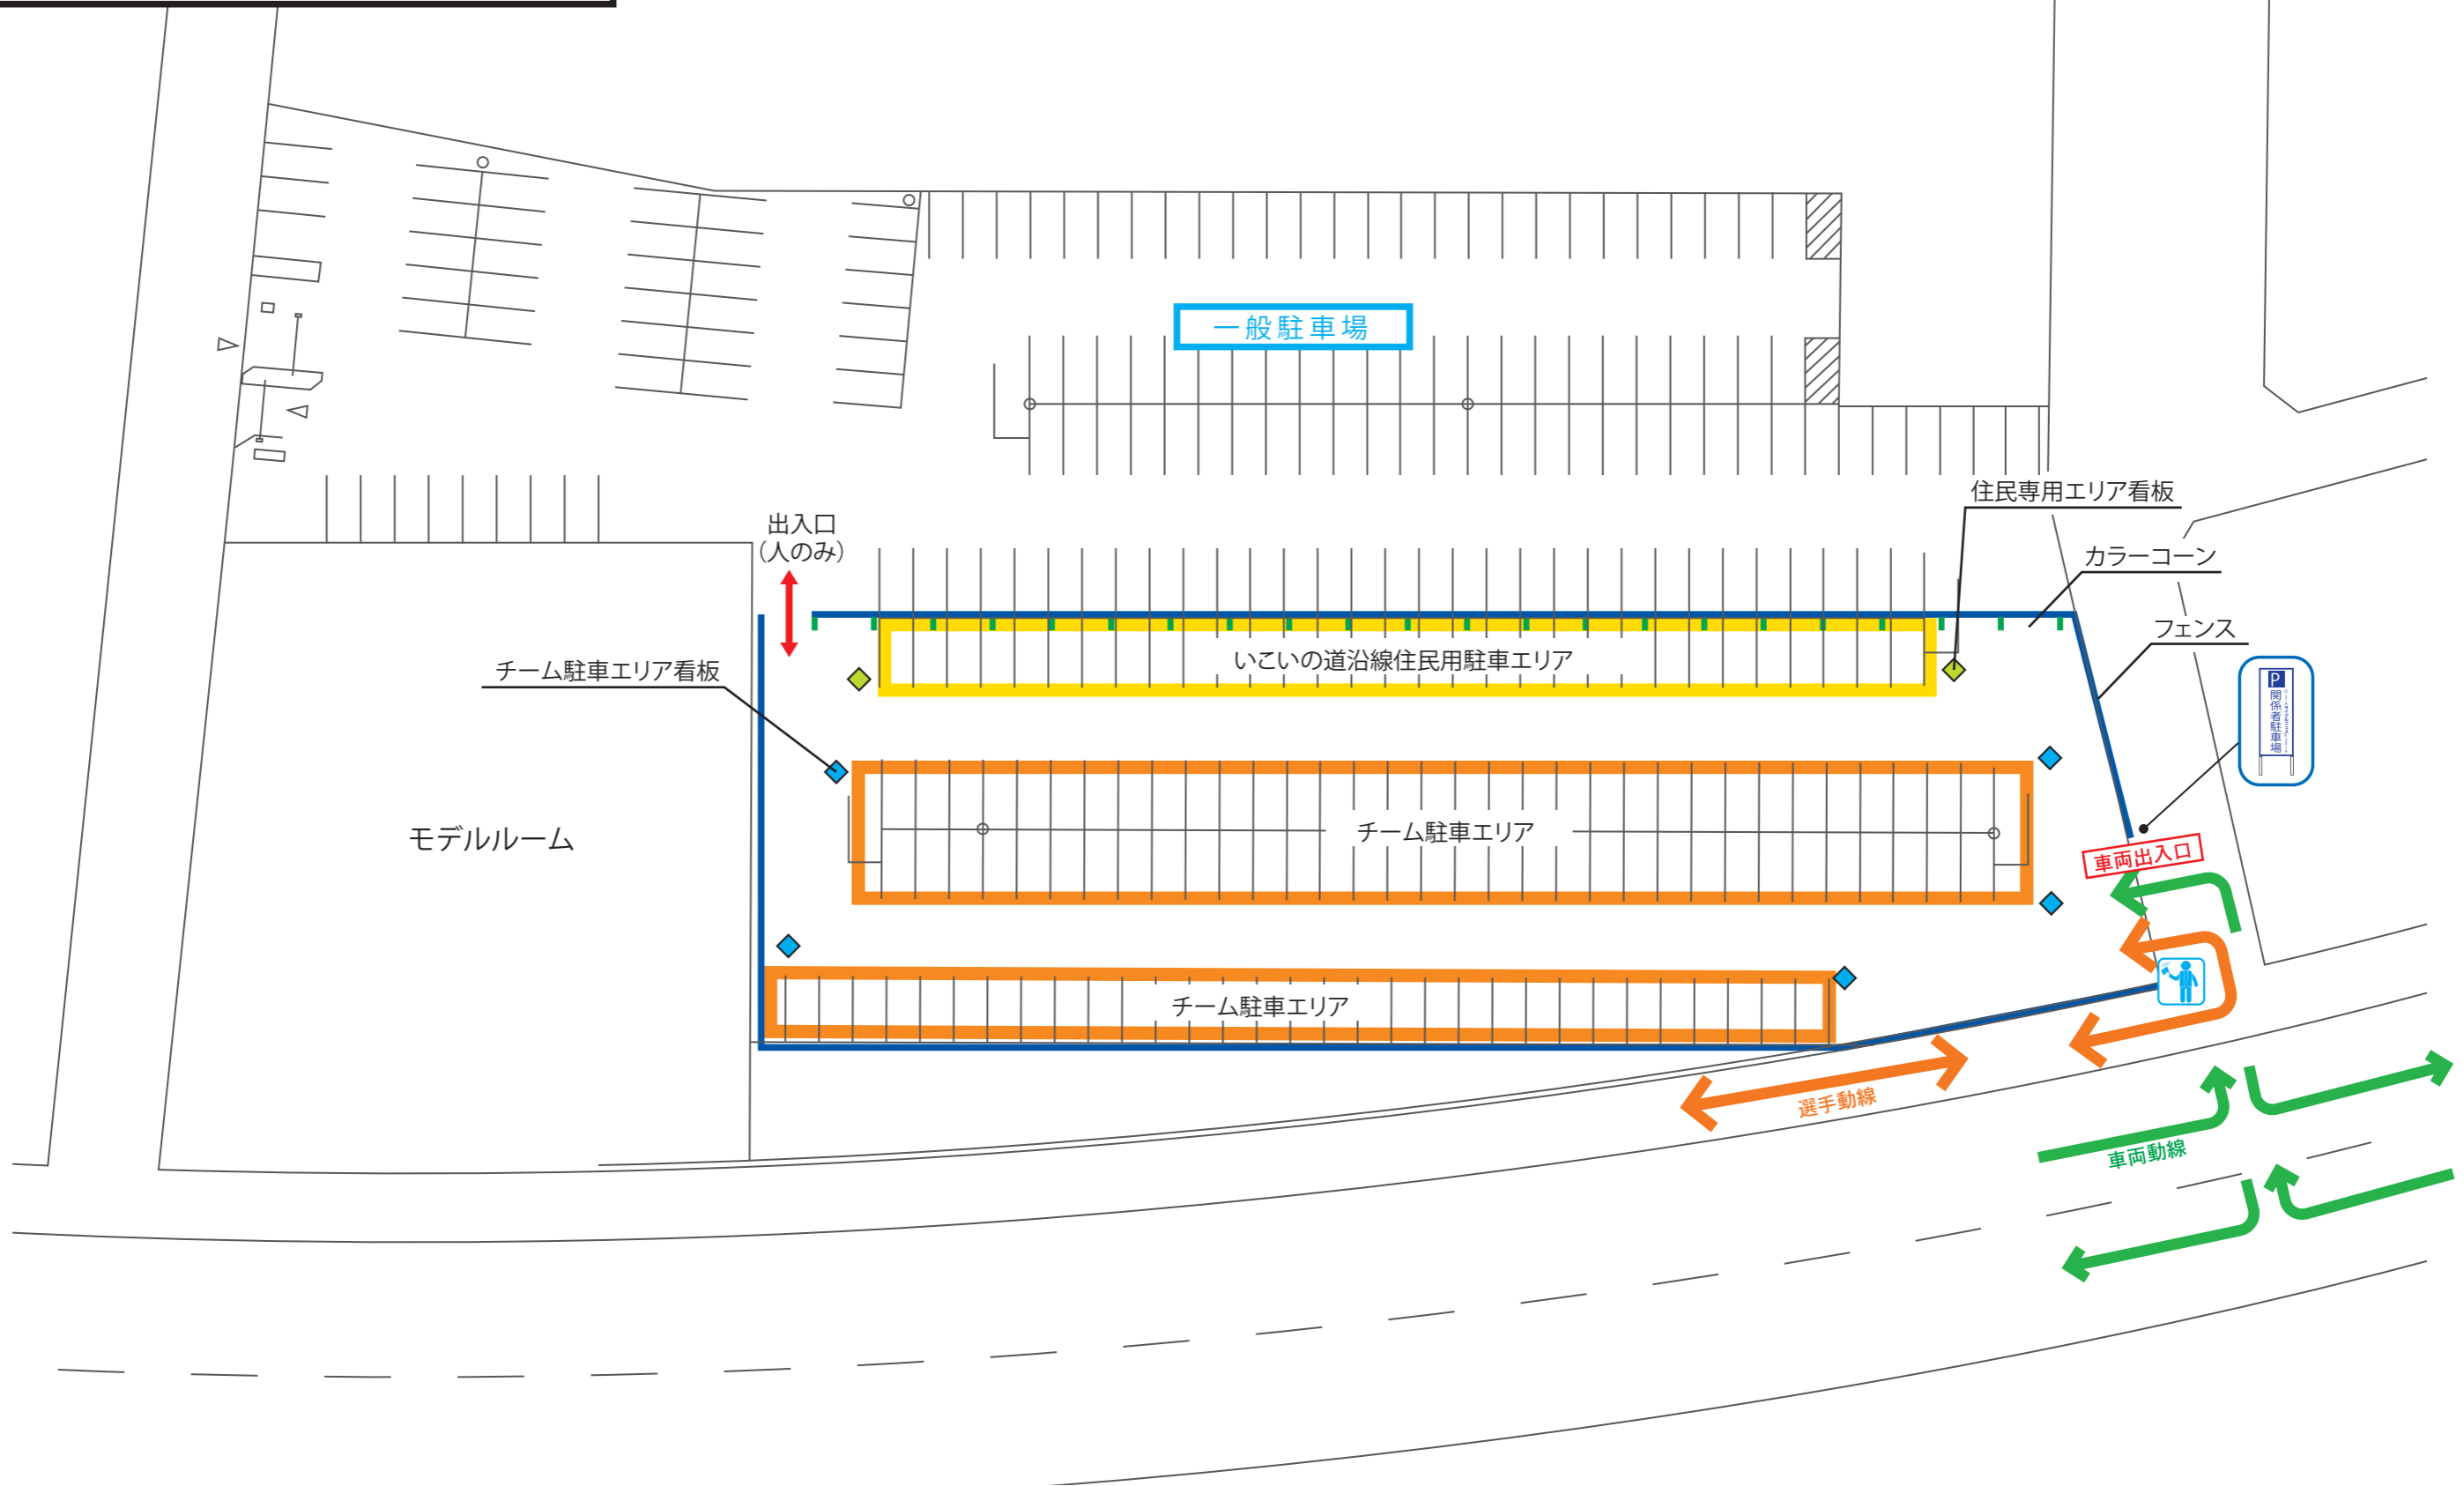 一般駐車場
住民専用エリア看板
出入口
（人のみ）
カラーコーン
フェンス
いこいの道沿線住民用駐車エリア
チーム駐車エリア看板
P
関係者駐車場
チーム駐車エリア
モデルルーム
車両出入口
チーム駐車エリア
選手動線
車両動線